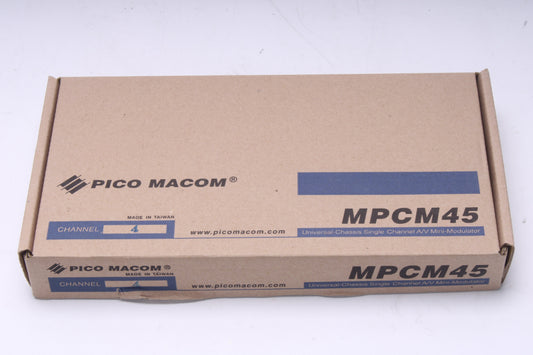 PICO MACOM®
MADE IN TAIWAN
CHANNEL 4
www.picomacom.com
MPCM45
Universal-Chassis Single Channel A/V Mini-Modulator
PICO MACOM®
MADE IN TAIWAN
CHANNEL 4
www.picomacom.com
MPCM45
Universal-Chassis Single Channel A/V Mini-Modulator